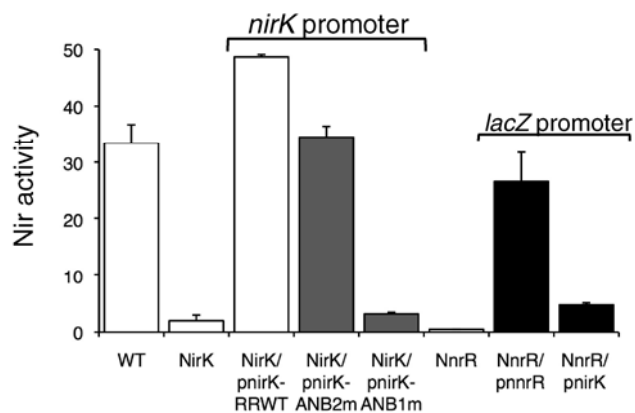 nirK promoter
lacZ promoter
Nir activity
50
40
30
20
10
0
WT
NirK
NirK/
pnirK-
RRWT
NirK/
pnirK-
ANB2m
NirK/
pnirK-
ANB1m
NnrR
NnrR/
pnnrR
NnrR/
pnirK